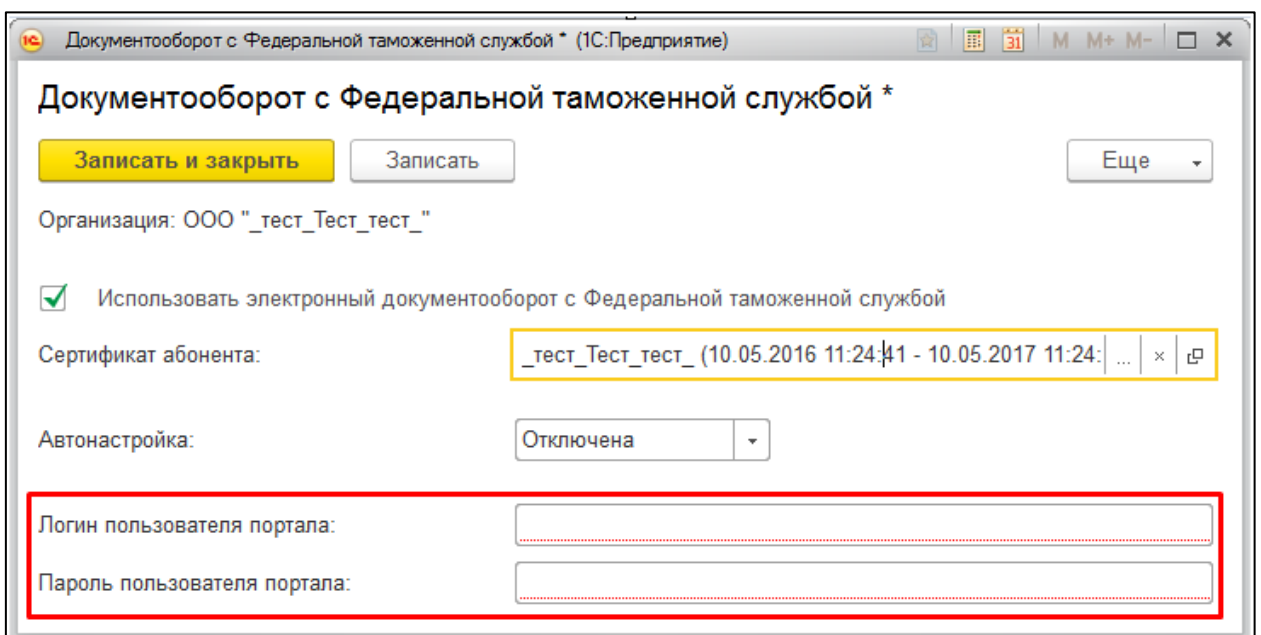 1С Документооборот с Федеральной таможенной службой * (1С:Предприятие) 31 M M+ M-
Документооборот с Федеральной таможенной службой *
Записать и закрыть Записать Еще
Организация: ООО "_тест_Тест_тест_"
Использовать электронный документооборот с Федеральной таможенной службой
Сертификат абонента: _тест_Тест_тест_ (10.05.2016 11:24:41 - 10.05.2017 11:24: ...
Автонастройка: Отключена
Логин пользователя портала:
Пароль пользователя портала: